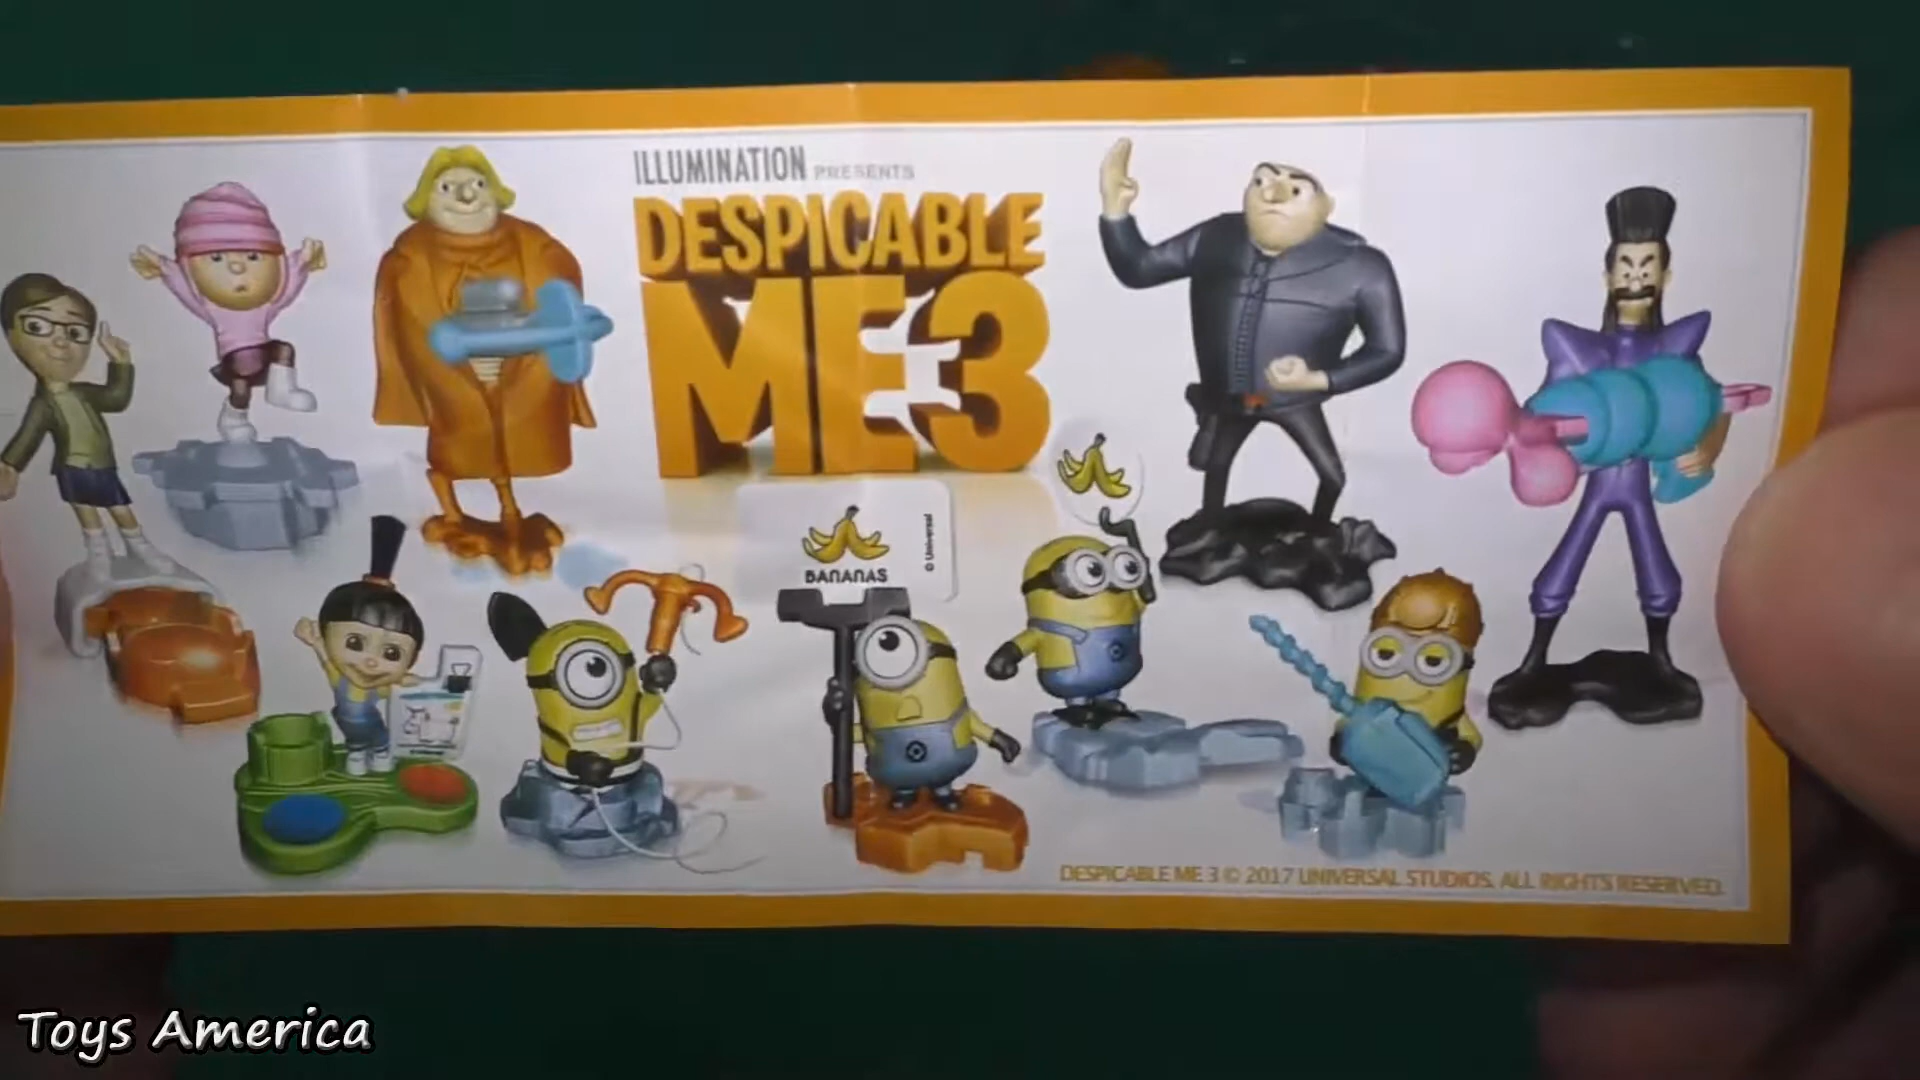 ILLUMINATION PRESENTS
DESPICABLE
ME3
BANANAS
© Universal
DESPICABLE ME 3 © 2017 UNIVERSAL STUDIOS. ALL RIGHTS RESERVED.
Toys America